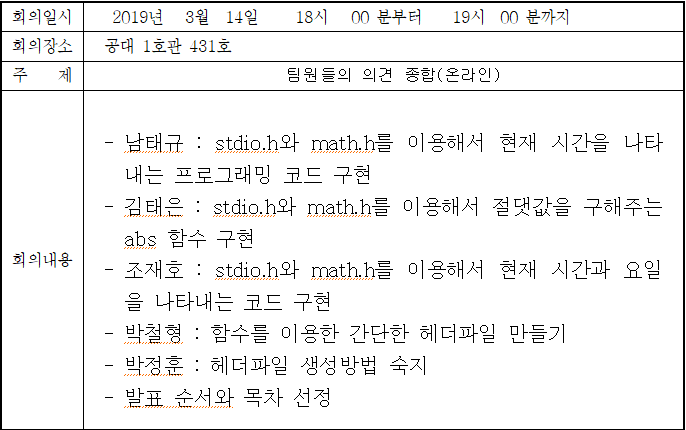 회의일시 2019년 3월 14일 18시 00 분부터 19시 00 분까지
회의장소 공대 1호관 431호
주 제 팀원들의 의견 종합(온라인)
회의내용
- 남태규 : stdio.h와 math.h를 이용해서 현재 시간을 나타
내는 프로그래밍 코드 구현
- 김태은 : stdio.h와 math.h를 이용해서 절댓값을 구해주는
abs 함수 구현
- 조재호 : stdio.h와 math.h를 이용해서 현재 시간과 요일
을 나타내는 코드 구현
- 박철형 : 함수를 이용한 간단한 헤더파일 만들기
- 박정훈 : 헤더파일 생성방법 숙지
- 발표 순서와 목차 선정